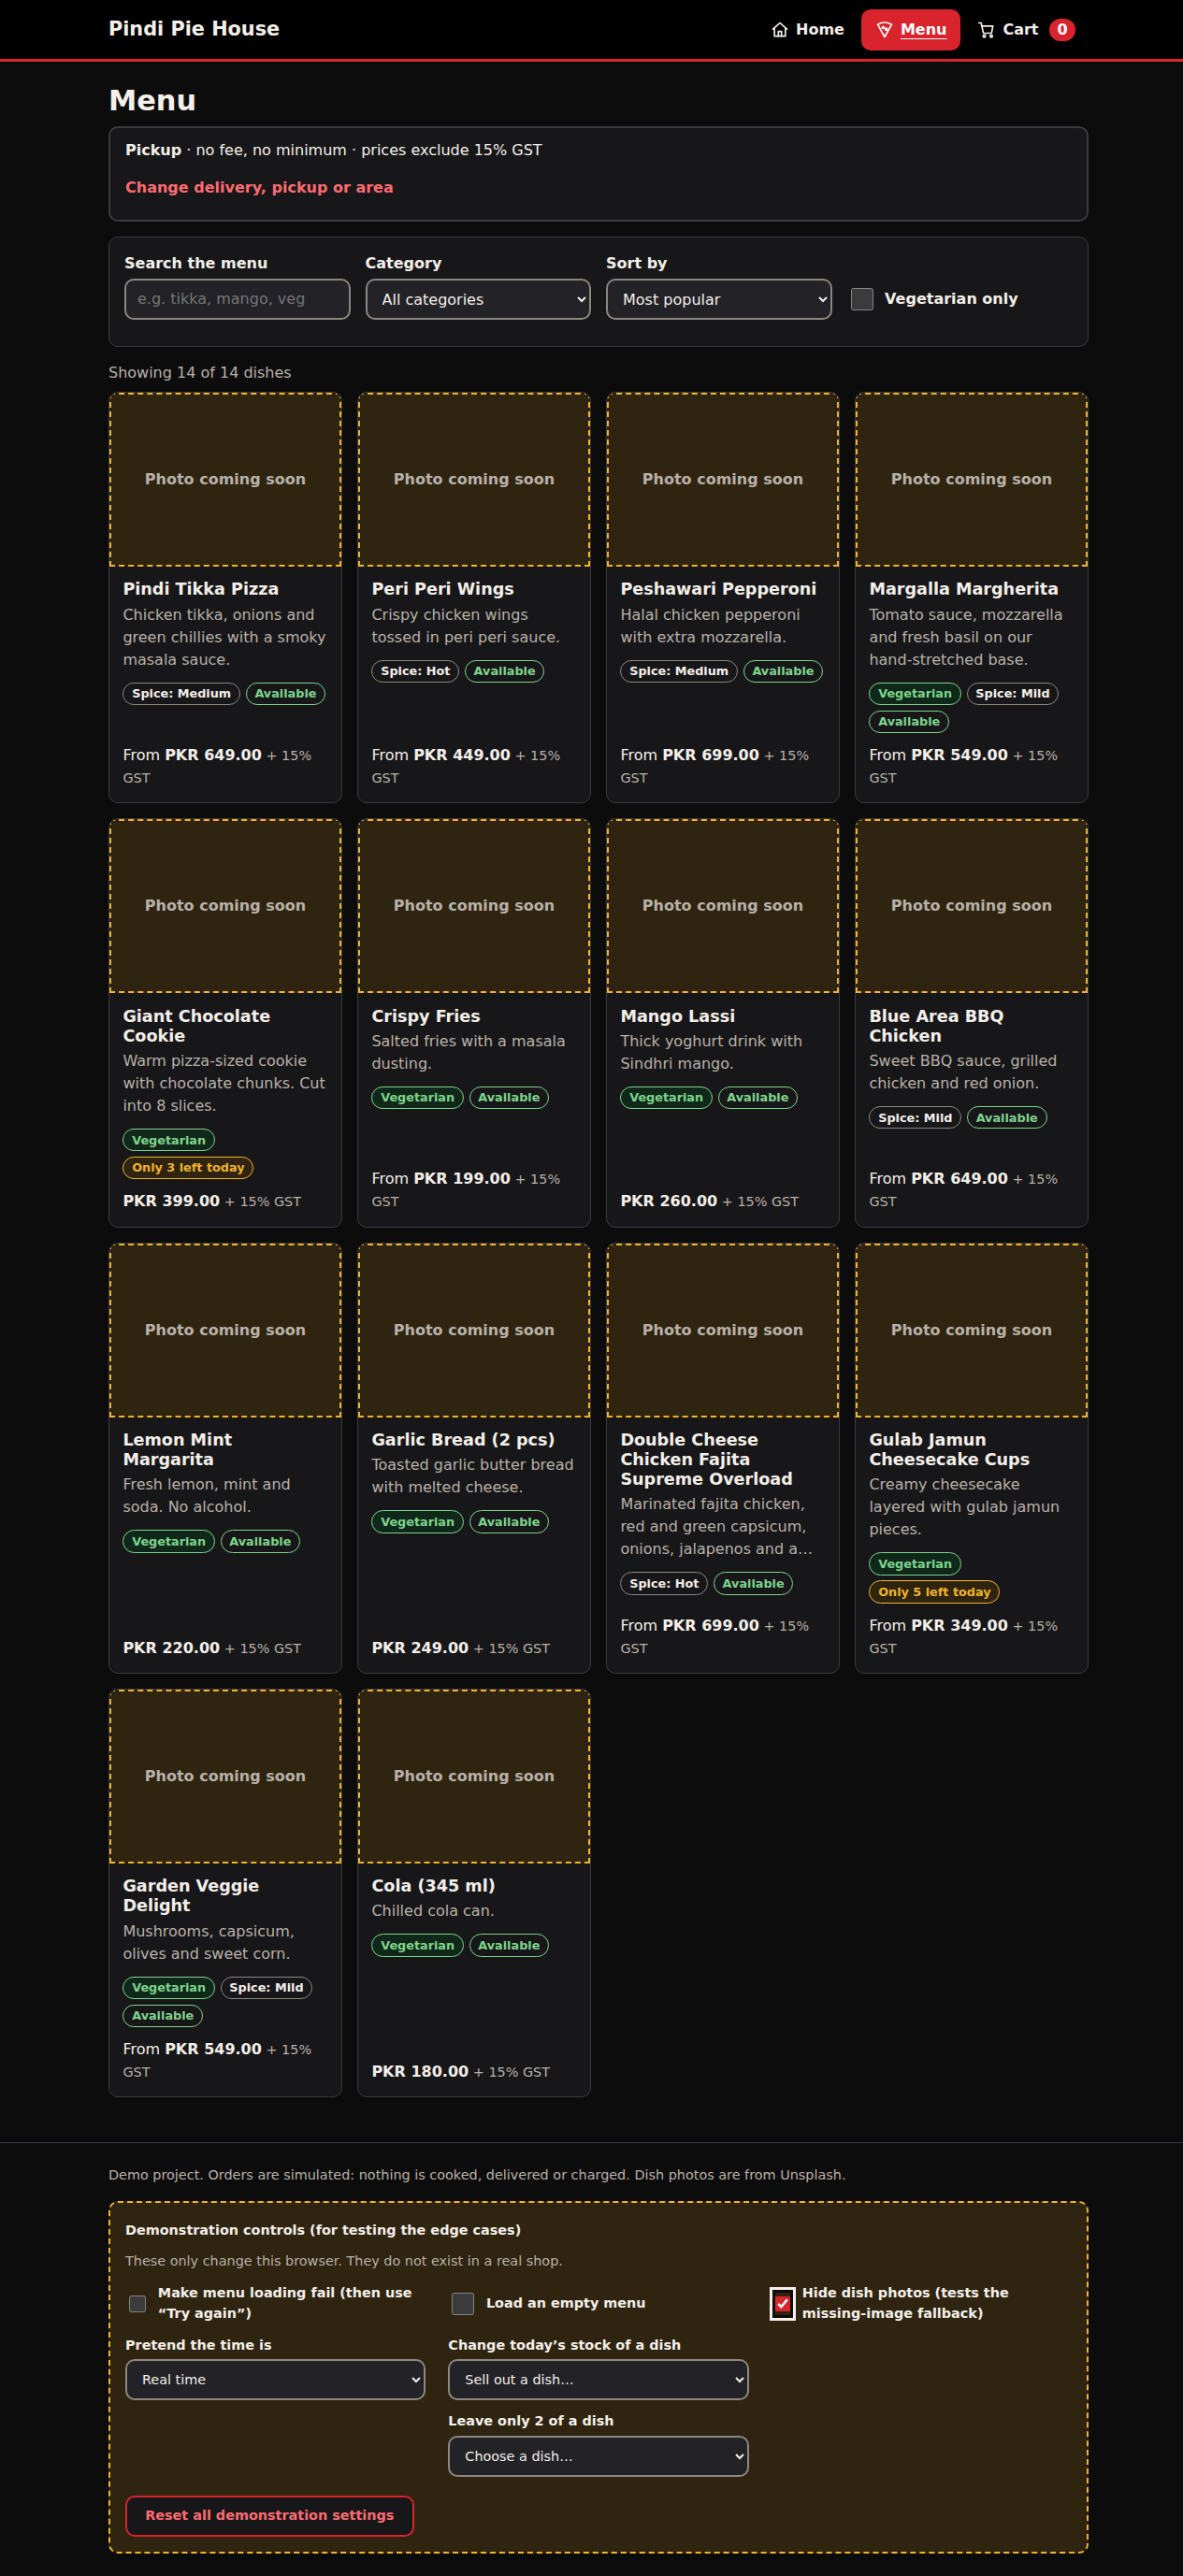 Pindi Pie House
Home
Menu
Cart 0
Menu
Pickup · no fee, no minimum · prices exclude 15% GST
Change delivery, pickup or area
Search the menu
Category
Sort by
e.g. tikka, mango, veg
All categories
Most popular
Vegetarian only
Showing 14 of 14 dishes
Photo coming soon
Pindi Tikka Pizza
Chicken tikka, onions and
green chillies with a smoky
masala sauce.
Spice: Medium
Available
From PKR 649.00 + 15%
GST
Photo coming soon
Peri Peri Wings
Crispy chicken wings
tossed in peri peri sauce.
Spice: Hot
Available
From PKR 449.00 + 15%
GST
Photo coming soon
Peshawari Pepperoni
Halal chicken pepperoni
with extra mozzarella.
Spice: Medium
Available
From PKR 699.00 + 15%
GST
Photo coming soon
Margalla Margherita
Tomato sauce, mozzarella
and fresh basil on our
hand-stretched base.
Vegetarian
Spice: Mild
Available
From PKR 549.00 + 15%
GST
Photo coming soon
Giant Chocolate
Cookie
Warm pizza-sized cookie
with chocolate chunks. Cut
into 8 slices.
Vegetarian
Only 3 left today
PKR 399.00 + 15% GST
Photo coming soon
Crispy Fries
Salted fries with a masala
dusting.
Vegetarian
Available
From PKR 199.00 + 15%
GST
Photo coming soon
Mango Lassi
Thick yoghurt drink with
Sindhri mango.
Vegetarian
Available
PKR 260.00 + 15% GST
Photo coming soon
Blue Area BBQ
Chicken
Sweet BBQ sauce, grilled
chicken and red onion.
Spice: Mild
Available
From PKR 649.00 + 15%
GST
Photo coming soon
Lemon Mint
Margarita
Fresh lemon, mint and
soda. No alcohol.
Vegetarian
Available
PKR 220.00 + 15% GST
Photo coming soon
Garlic Bread (2 pcs)
Toasted garlic butter bread
with melted cheese.
Vegetarian
Available
PKR 249.00 + 15% GST
Photo coming soon
Double Cheese
Chicken Fajita
Supreme Overload
Marinated fajita chicken,
red and green capsicum,
onions, jalapenos and a…
Spice: Hot
Available
From PKR 699.00 + 15%
GST
Photo coming soon
Gulab Jamun
Cheesecake Cups
Creamy cheesecake
layered with gulab jamun
pieces.
Vegetarian
Only 5 left today
From PKR 349.00 + 15%
GST
Photo coming soon
Garden Veggie
Delight
Mushrooms, capsicum,
olives and sweet corn.
Vegetarian
Spice: Mild
Available
From PKR 549.00 + 15%
GST
Photo coming soon
Cola (345 ml)
Chilled cola can.
Vegetarian
Available
PKR 180.00 + 15% GST
Demo project. Orders are simulated: nothing is cooked, delivered or charged. Dish photos are from Unsplash.
Demonstration controls (for testing the edge cases)
These only change this browser. They do not exist in a real shop.
Make menu loading fail (then use
“Try again”)
Load an empty menu
Hide dish photos (tests the
missing-image fallback)
Pretend the time is
Real time
Change today’s stock of a dish
Sell out a dish…
Leave only 2 of a dish
Choose a dish…
Reset all demonstration settings